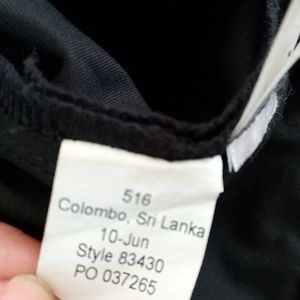 516
Colombo, Sri Lanka
10-Jun
Style 83430
PO 037265